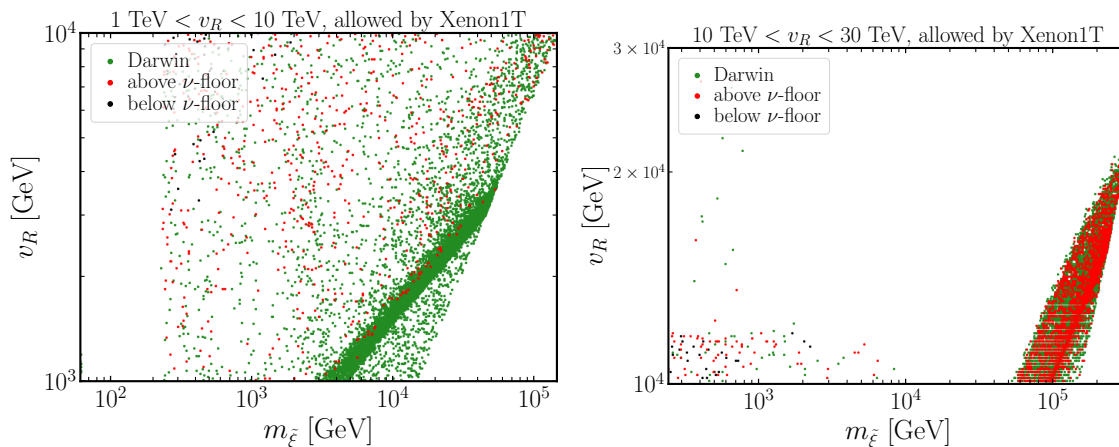 1 TeV < v_R < 10 TeV, allowed by Xenon1T
10^4
10^3
v_R [GeV]
Darwin
above ν-floor
below ν-floor
10^2
10^3
10^4
10^5
m_ξ̃ [GeV]
10 TeV < v_R < 30 TeV, allowed by Xenon1T
3 × 10^4
2 × 10^4
10^4
v_R [GeV]
Darwin
above ν-floor
below ν-floor
10^3
10^4
10^5
m_ξ̃ [GeV]